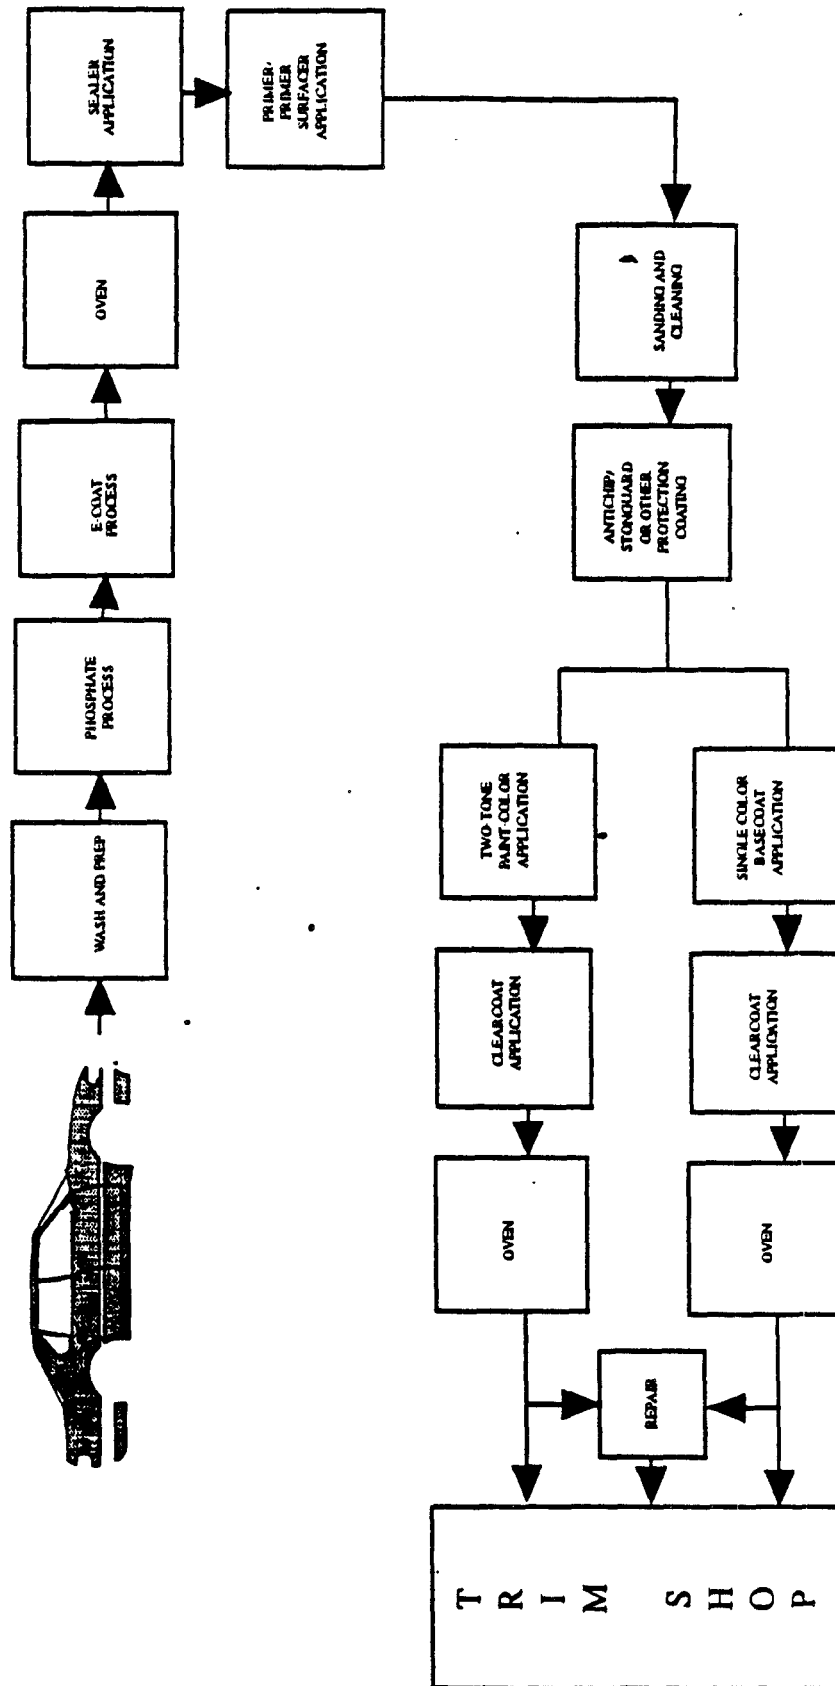 WASH AND PREP
PHOSPHATE
PROCESS
E-COAT
PROCESS
OVEN
SEALER
APPLICATION
PRIMER/
PRIMER
SURFACER
APPLICATION
SANDING AND
CLEANING
ANTICHIP/
STONGUARD
OR OTHER
PROTECTION
COATING
TWO-TONE
PAINT-COLOR
APPLICATION
CLEARCOAT
APPLICATION
OVEN
SINGLE COLOR
BASECOAT
APPLICATION
CLEARCOAT
APPLICATION
OVEN
REPAIR
TRIM SHOP